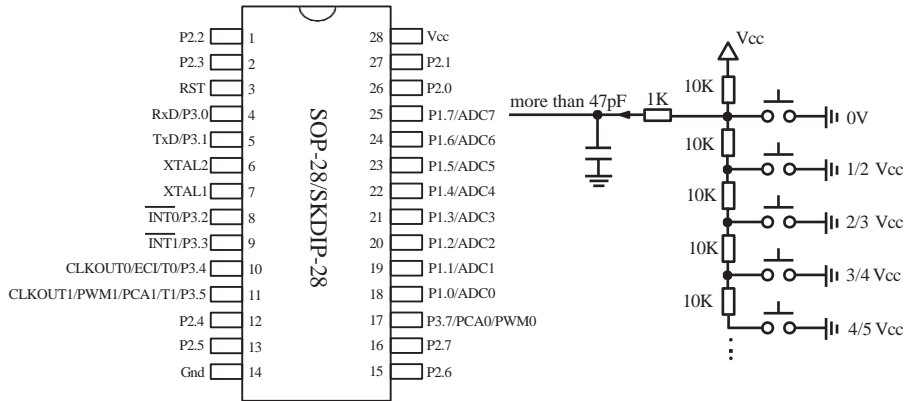 P2.2 1
P2.3 2
RST 3
RxD/P3.0 4
TxD/P3.1 5
XTAL2 6
XTAL1 7
INT0/P3.2 8
INT1/P3.3 9
CLKOUT0/ECI/T0/P3.4 10
CLKOUT1/PWM1/PCA1/T1/P3.5 11
P2.4 12
P2.5 13
Gnd 14
SOP-28/SKDIP-28
28 Vcc
27 P2.1
26 P2.0
25 P1.7/ADC7
24 P1.6/ADC6
23 P1.5/ADC5
22 P1.4/ADC4
21 P1.3/ADC3
20 P1.2/ADC2
19 P1.1/ADC1
18 P1.0/ADC0
17 P3.7/PCA0/PWM0
16 P2.7
15 P2.6
more than 47pF
1K
Vcc
10K
0V
10K
1/2 Vcc
10K
2/3 Vcc
10K
3/4 Vcc
10K
4/5 Vcc